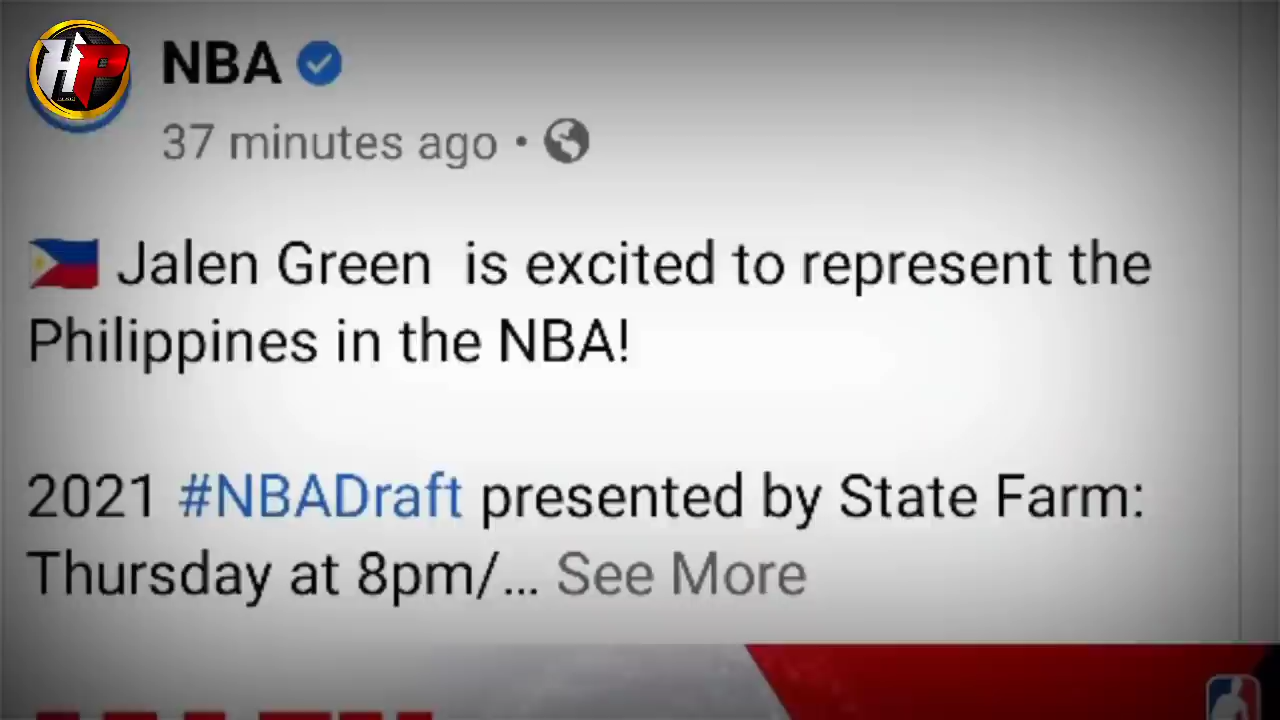 HP
NBA
37 minutes ago •
Jalen Green is excited to represent the
Philippines in the NBA!
2021 #NBADraft presented by State Farm:
Thursday at 8pm/... See More